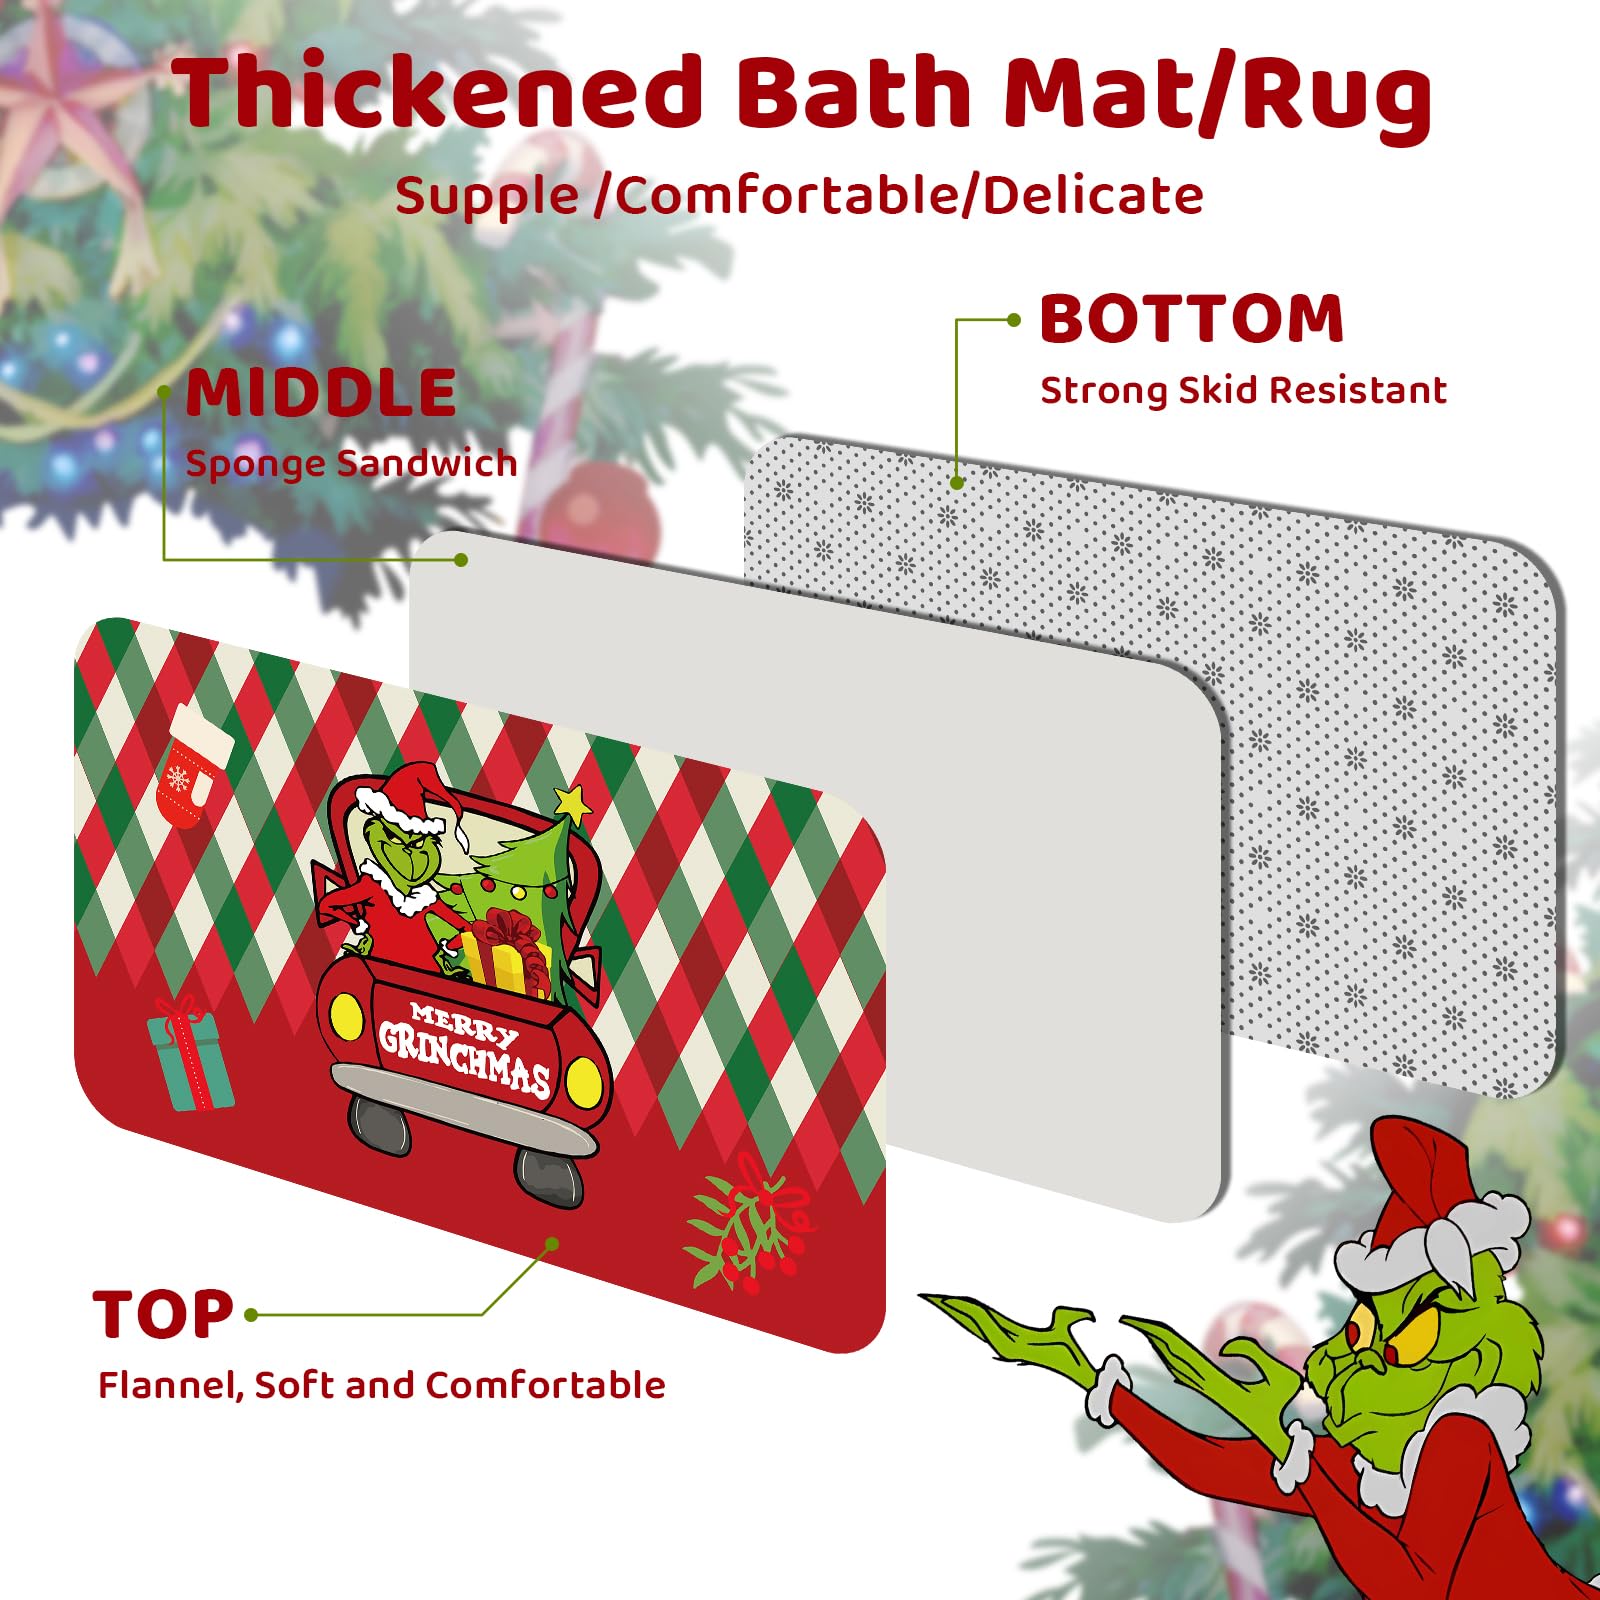 Thickened Bath Mat/Rug
Supple /Comfortable/Delicate
BOTTOM
Strong Skid Resistant
MIDDLE
Sponge Sandwich
MERRY
GRINCHMAS
TOP
Flannel, Soft and Comfortable